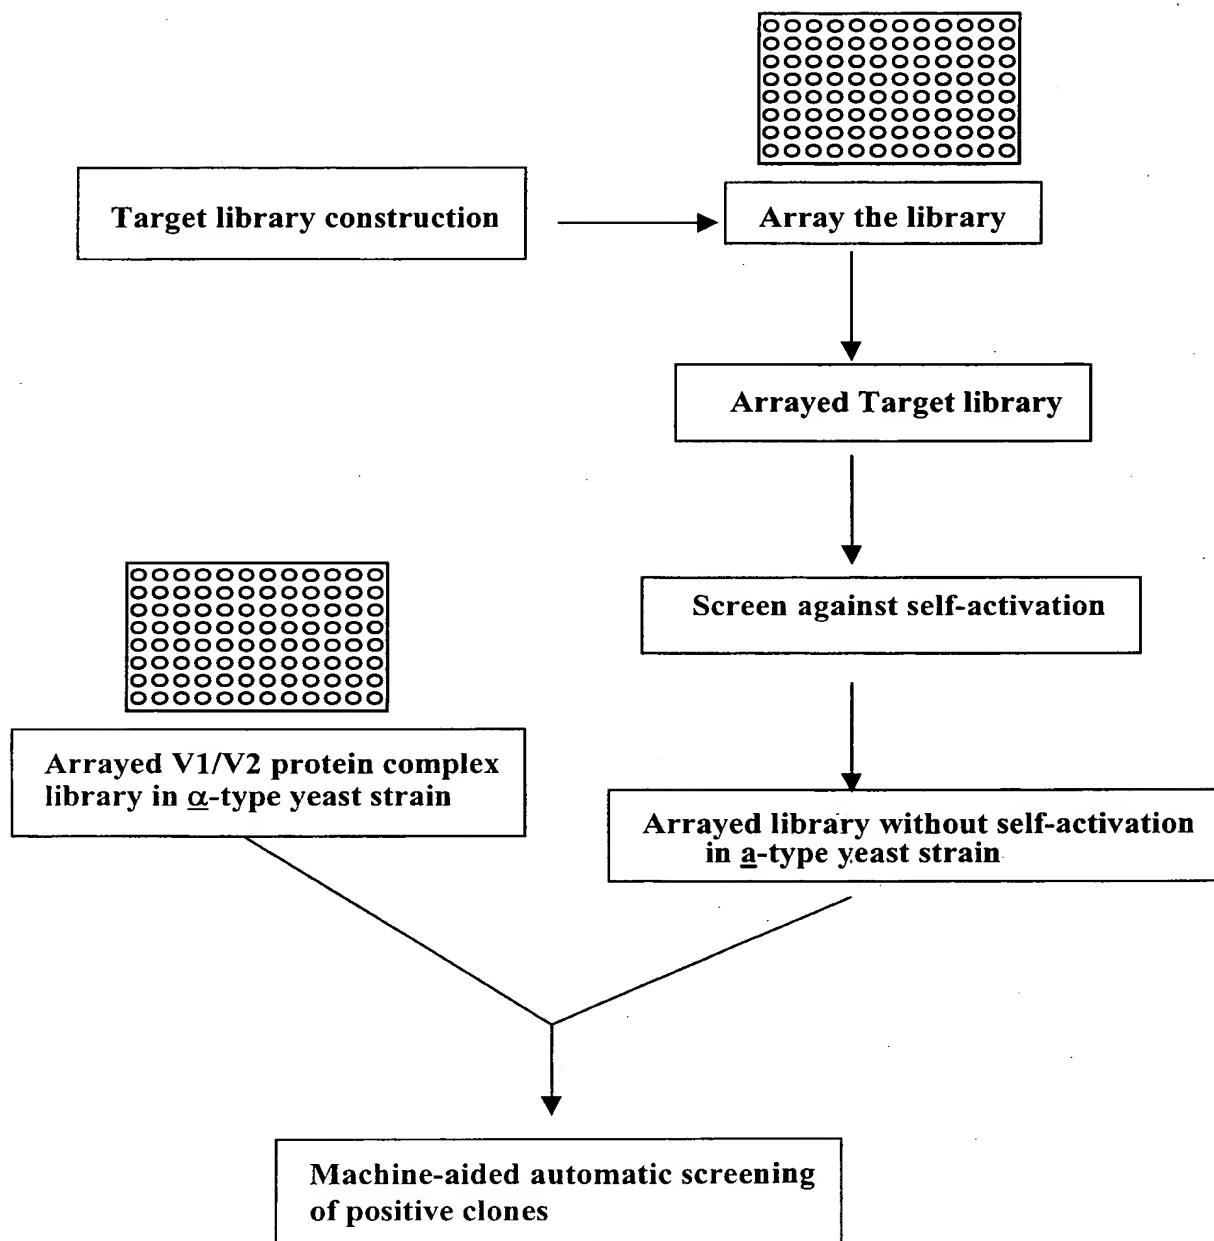 Target library construction
Array the library
Arrayed Target library
Screen against self-activation
Arrayed V1/V2 protein complex
library in α-type yeast strain
Arrayed library without self-activation
in a-type yeast strain
Machine-aided automatic screening
of positive clones